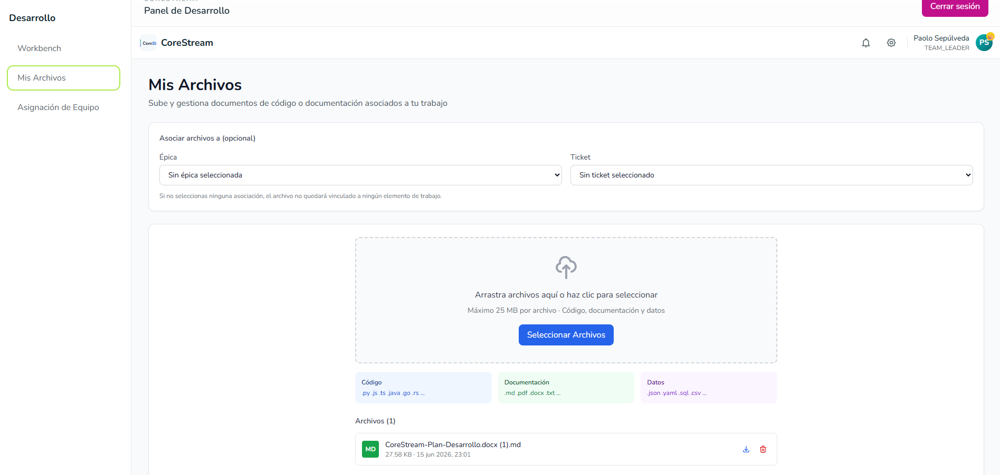 Desarrollo
Workbench
Mis Archivos
Asignación de Equipo
CORESTREAM
Panel de Desarrollo
Cerrar sesión
CoreSt
CoreStream
Paolo Sepúlveda
TEAM_LEADER
PS
Mis Archivos
Sube y gestiona documentos de código o documentación asociados a tu trabajo
Asociar archivos a (opcional)
Épica
Ticket
Sin épica seleccionada
Sin ticket seleccionado
Si no seleccionas ninguna asociación, el archivo no quedará vinculado a ningún elemento de trabajo.
Arrastra archivos aquí o haz clic para seleccionar
Máximo 25 MB por archivo · Código, documentación y datos
Seleccionar Archivos
Código
.py .js .ts .java .go .rs ...
Documentación
.md .pdf .docx .txt ...
Datos
.json .yaml .sql .csv ...
Archivos (1)
MD
CoreStream-Plan-Desarrollo.docx (1).md
27.58 KB · 15 jun 2026, 23:01